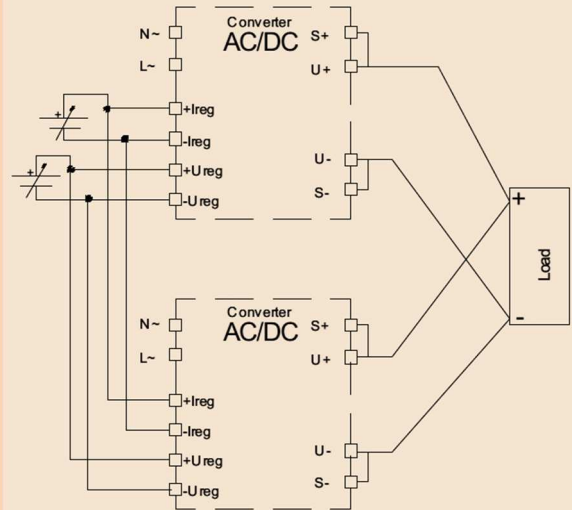 Converter
AC/DC
N~
S+
L~
U+
+
+Ireg
-Ireg
+
+Ureg
U-
-Ureg
S-
+
Load
-
Converter
AC/DC
N~
S+
L~
U+
+Ireg
-Ireg
+Ureg
U-
-Ureg
S-